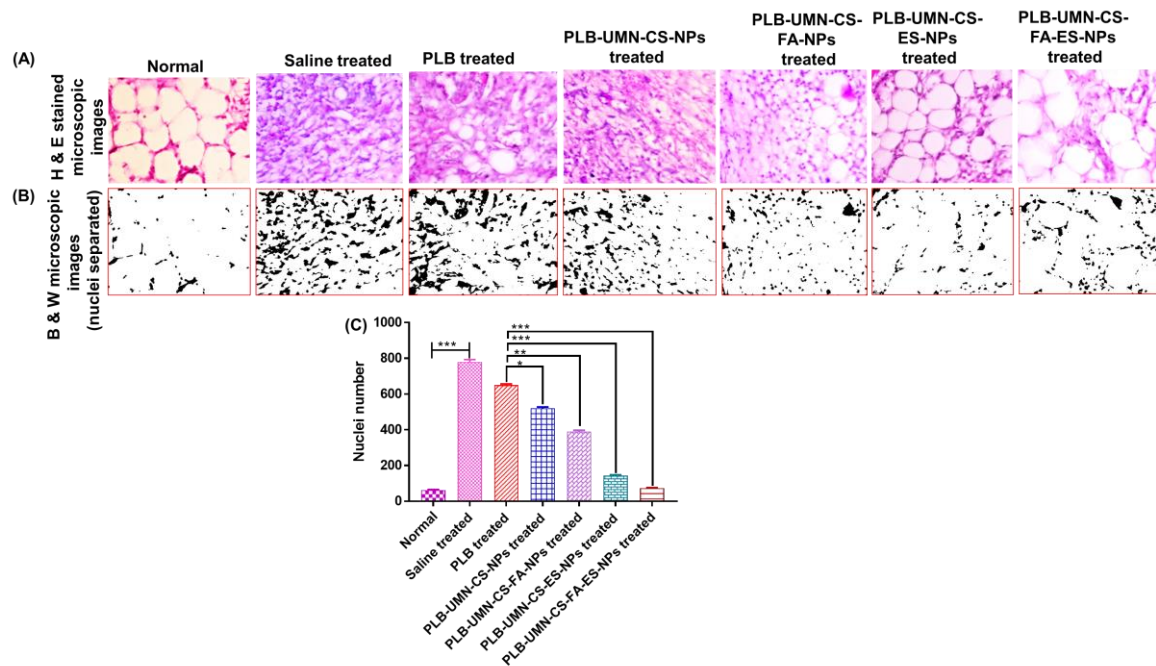 (A)
H & E stained
microscopic
images
Normal
Saline treated
PLB treated
PLB-UMN-CS-NPs
treated
PLB-UMN-CS-
FA-NPs
treated
PLB-UMN-CS-
ES-NPs
treated
PLB-UMN-CS-
FA-ES-NPs
treated
(B)
B & W microscopic
images
(nuclei separated)
(C)
Nuclei number
1000
800
600
400
200
0
***
***
***
**
*
Normal
Saline treated
PLB treated
PLB-UMN-CS-NPs treated
PLB-UMN-CS-FA-NPs treated
PLB-UMN-CS-ES-NPs treated
PLB-UMN-CS-FA-ES-NPs treated